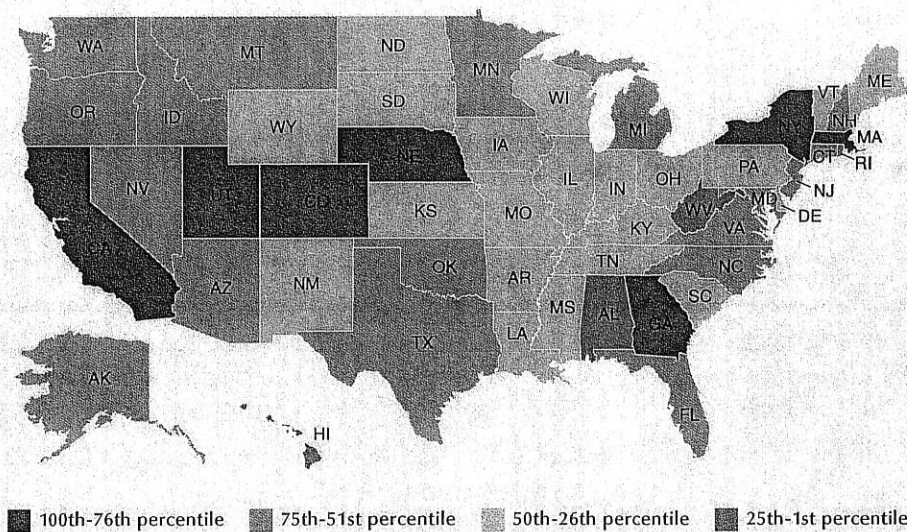 WA
MT
ND
MN
VT
ME
OR
ID
SD
WI
MI
NY
NH
MA
WY
IA
CT
RI
NE
PA
NJ
NV
UT
CO
IL
IN
OH
MD
DE
KS
MO
WV
VA
CA
KY
AZ
NM
OK
AR
TN
NC
SC
TX
LA
MS
AL
GA
AK
FL
HI
100th-76th percentile 75th-51st percentile 50th-26th percentile 25th-1st percentile